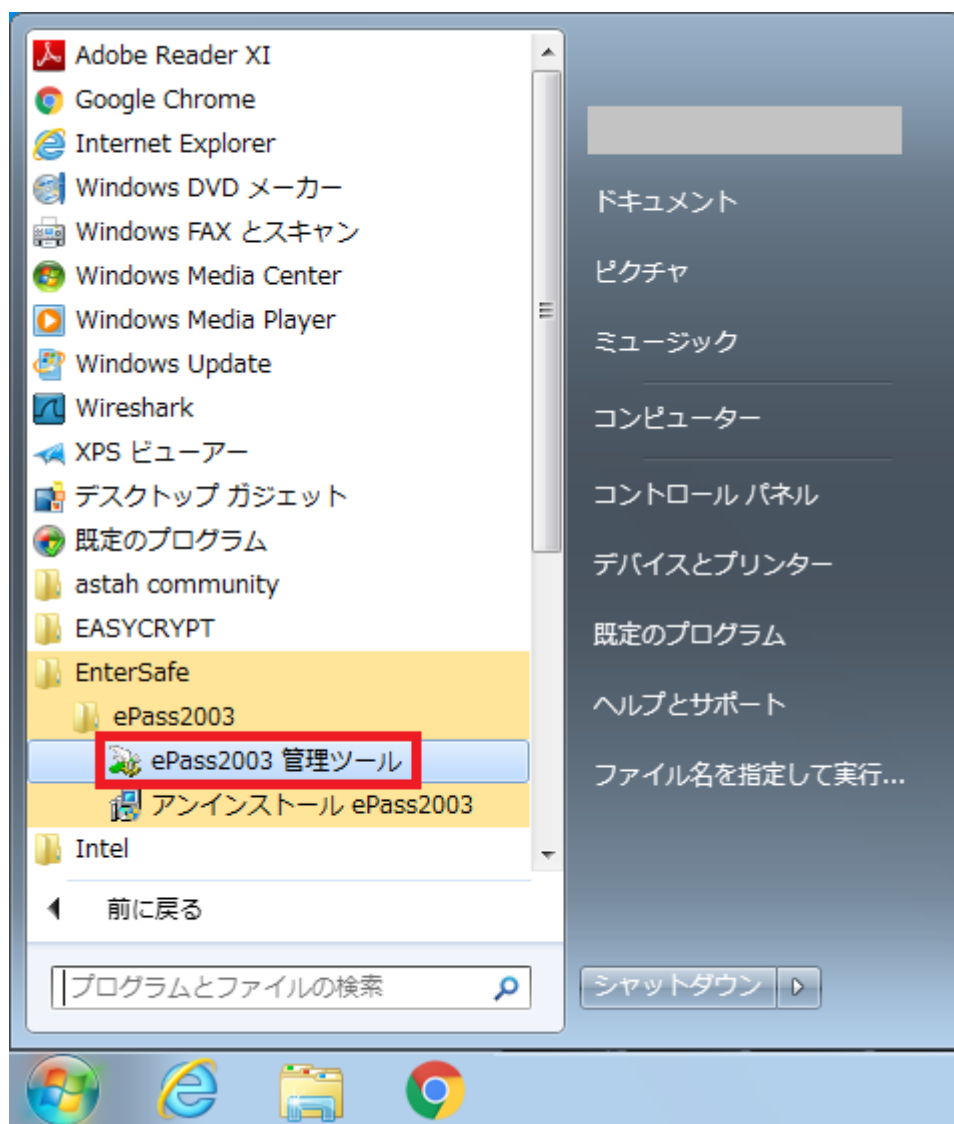 Adobe Reader XI
Google Chrome
Internet Explorer
Windows DVD メーカー
Windows FAX とスキャン
Windows Media Center
Windows Media Player
Windows Update
Wireshark
XPS ビューアー
デスクトップ ガジェット
既定のプログラム
astah community
EASYCRYPT
EnterSafe
ePass2003
ePass2003 管理ツール
アンインストール ePass2003
Intel
前に戻る
プログラムとファイルの検索
ドキュメント
ピクチャ
ミュージック
コンピューター
コントロール パネル
デバイスとプリンター
既定のプログラム
ヘルプとサポート
ファイル名を指定して実行...
シャットダウン